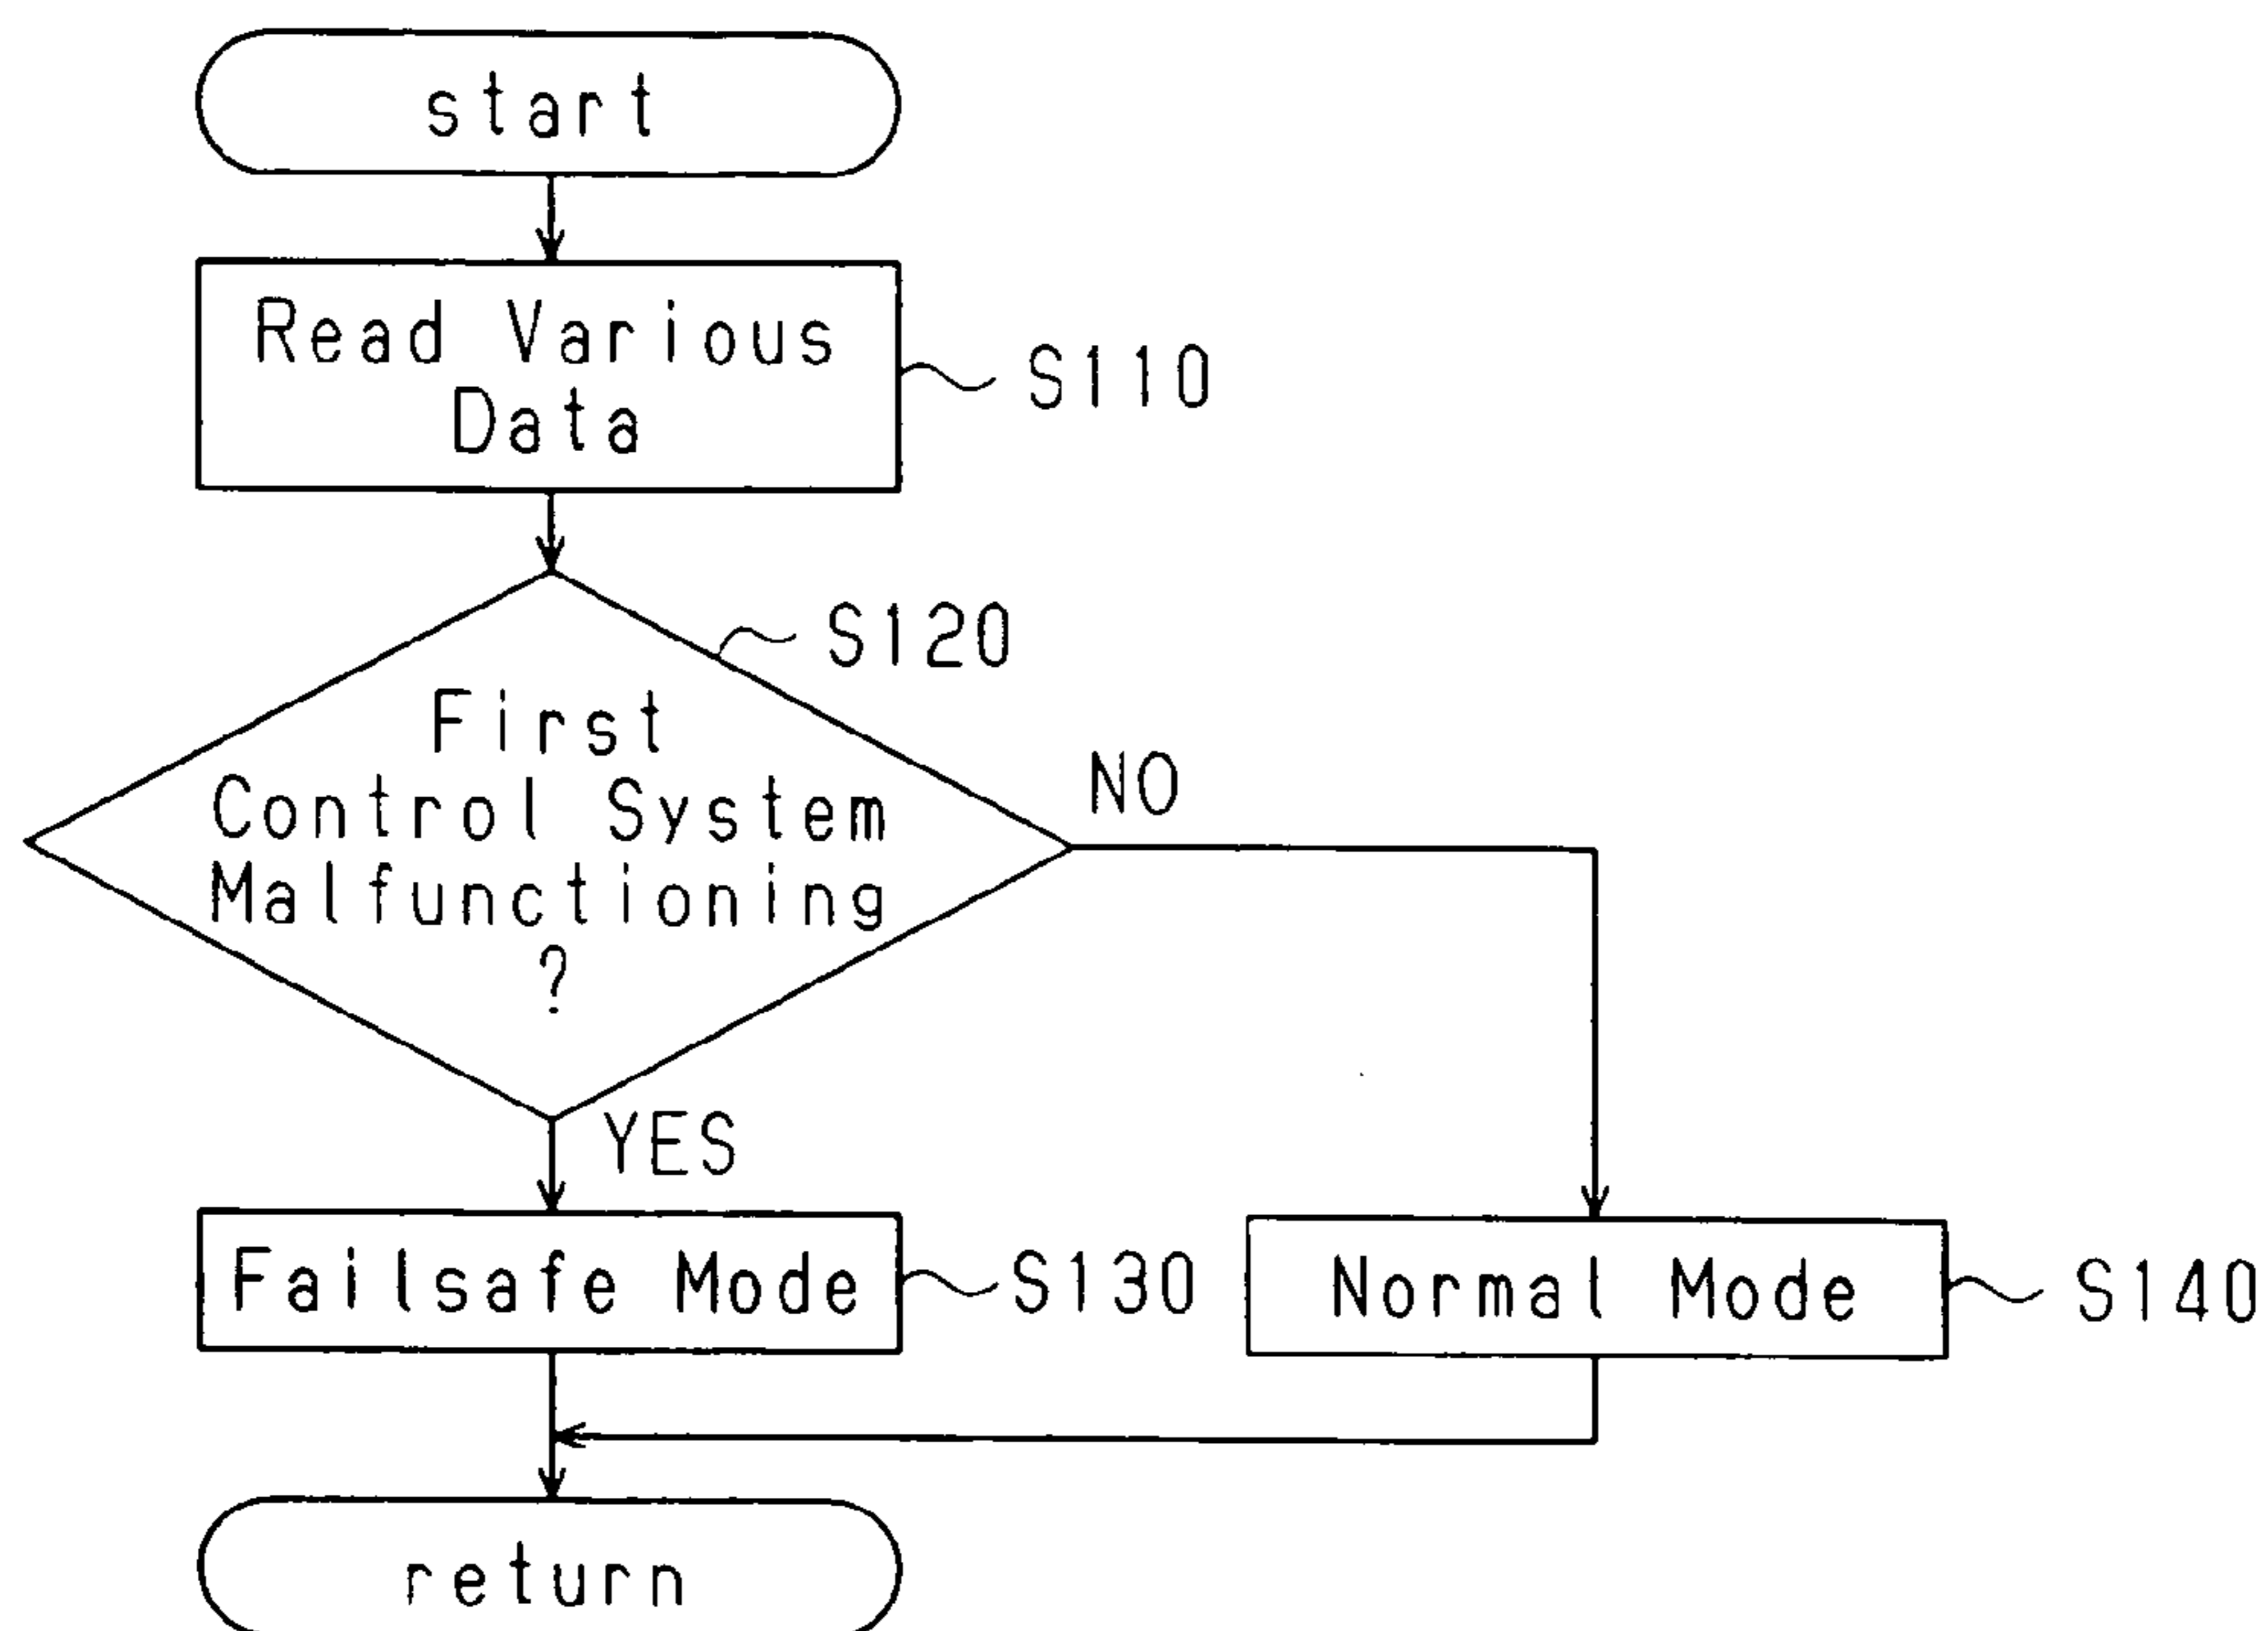 start
Read Various
Data
S110
S120
First
Control System
Malfunctioning
?
NO
YES
Failsafe Mode
S130
Normal Mode
S140
return